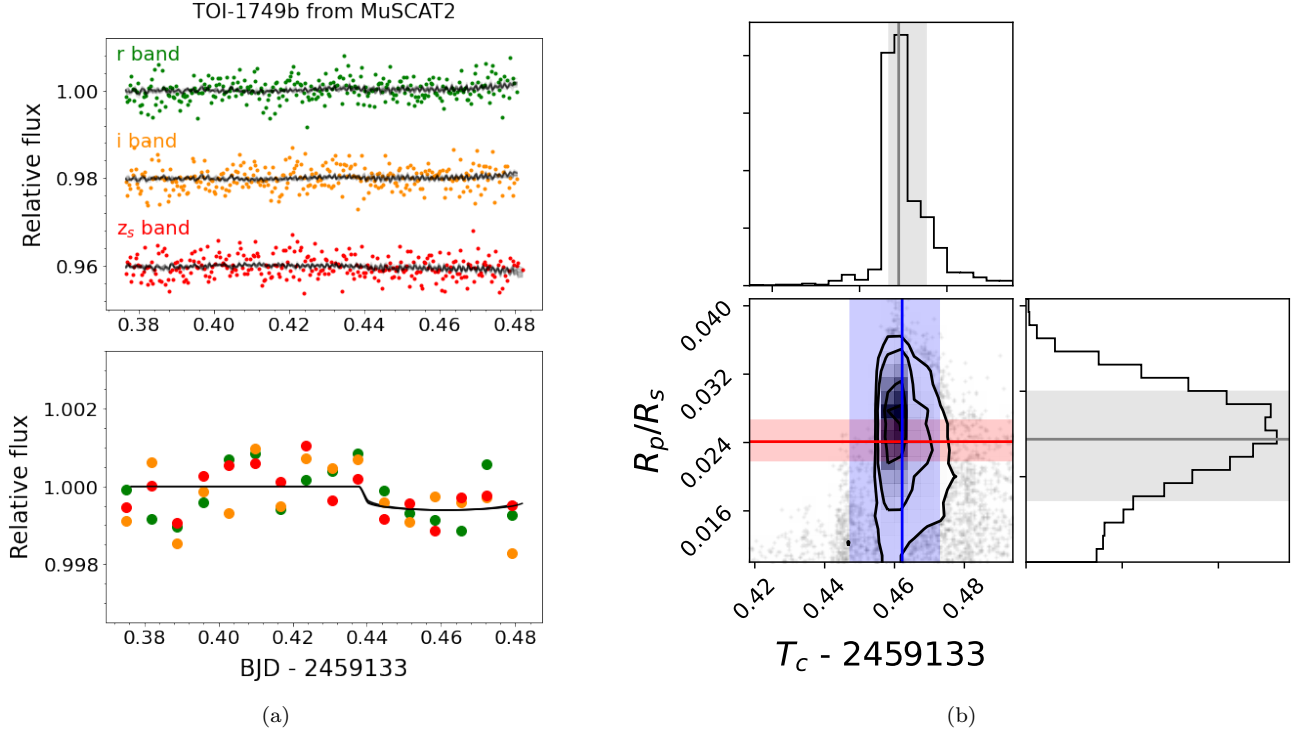 TOI-1749b from MuSCAT2
r band
i band
z_s band
Relative flux
1.00
0.98
0.96
0.38 0.40 0.42 0.44 0.46 0.48
Relative flux
1.002
1.000
0.998
0.38 0.40 0.42 0.44 0.46 0.48
BJD - 2459133
(a)
R_p/R_s
0.040
0.032
0.024
0.016
0.42 0.44 0.46 0.48
T_c - 2459133
(b)